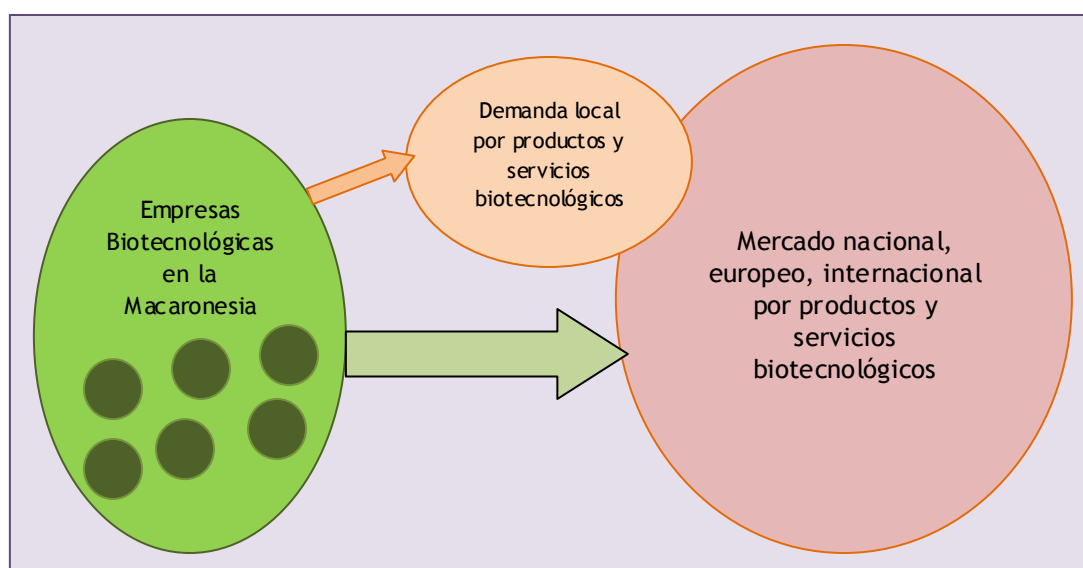 Demanda local
por productos y
servicios
biotecnológicos
Empresas
Biotecnológicas
en la
Macaronesia
Mercado nacional,
europeo, internacional
por productos y
servicios
biotecnológicos